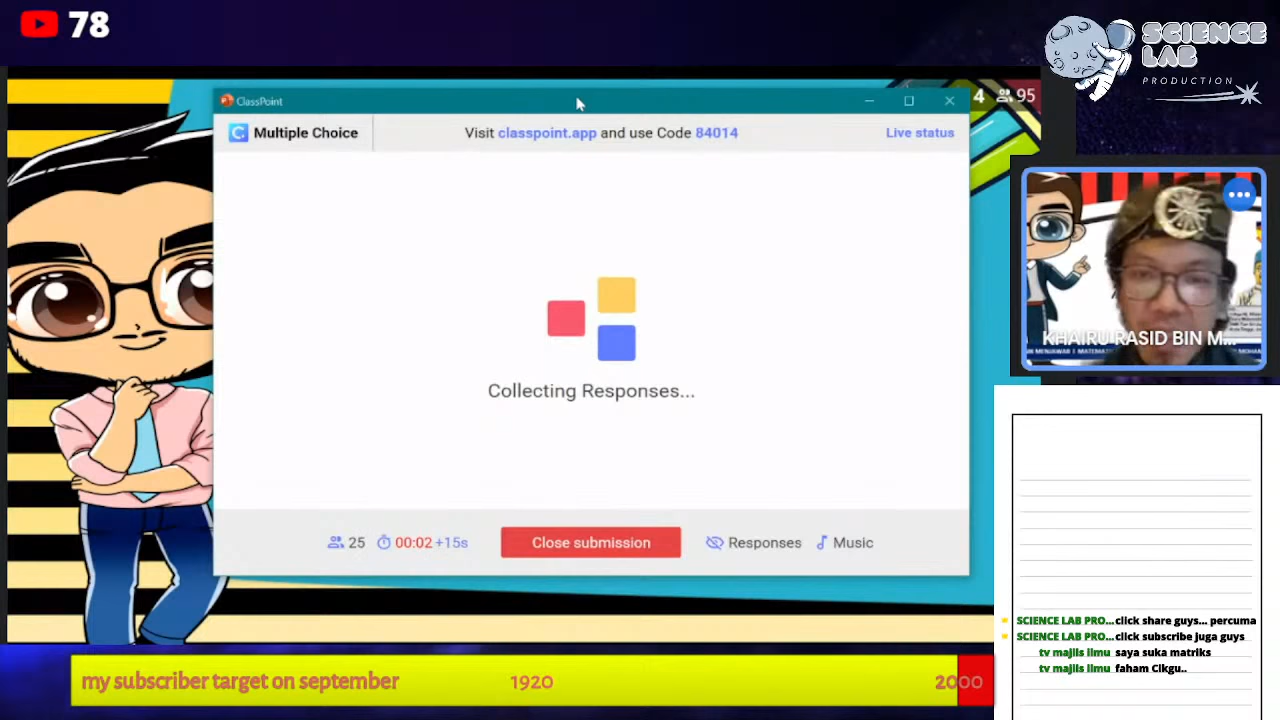 78
SCIENCE
LAB
PRODUCTION
ClassPoint
4 95
Multiple Choice
Visit classpoint.app and use Code 84014
Live status
Collecting Responses...
KHAIRU RASID BIN M...
25 00:02 +15s Close submission Responses Music
SCIENCE LAB PRO... click share guys... percuma
SCIENCE LAB PRO... click subscribe juga guys
tv majlis ilmu saya suka matriks
tv majlis ilmu faham Cikgu..
my subscriber target on september 1920 2000